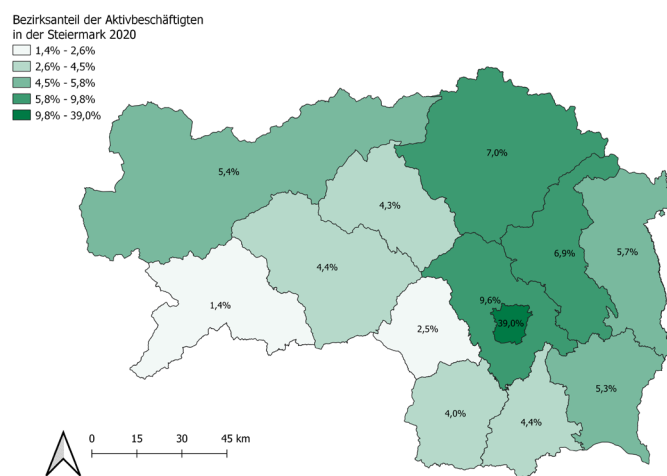 Bezirksanteil der Aktivbeschäftigten
in der Steiermark 2020
1,4% - 2,6%
2,6% - 4,5%
4,5% - 5,8%
5,8% - 9,8%
9,8% - 39,0%
7,0%
5,4%
4,3%
6,9%
5,7%
4,4%
9,6%
1,4%
39,0%
2,5%
5,3%
4,0%
4,4%
0 15 30 45 km